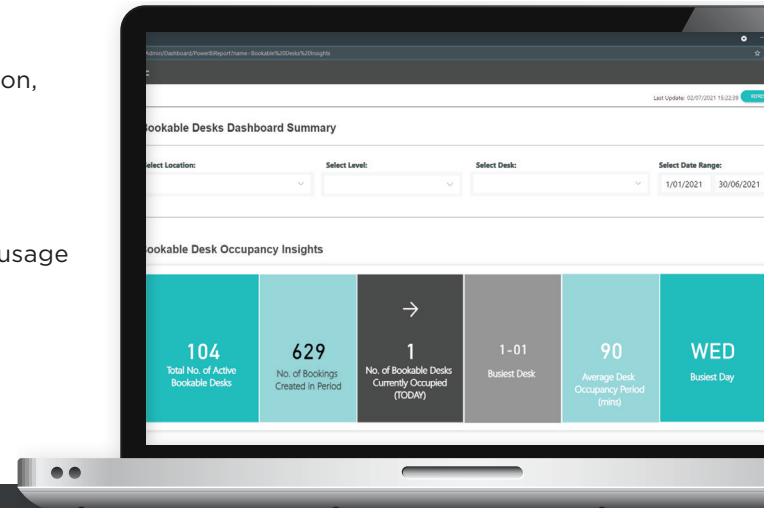 on,
usage
Admin/Dashboard/PowerBiReport?name=Bookable%20Desks%20Insights
Last Update: 02/07/2021 15:22:39
Bookable Desks Dashboard Summary
Select Location: Select Level: Select Desk: Select Date Range:
1/01/2021 30/06/2021
Bookable Desk Occupancy Insights
104
Total No. of Active
Bookable Desks
629
No. of Bookings
Created in Period
1
No. of Bookable Desks
Currently Occupied
(TODAY)
1-01
Busiest Desk
90
Average Desk
Occupancy Period
(mins)
WED
Busiest Day